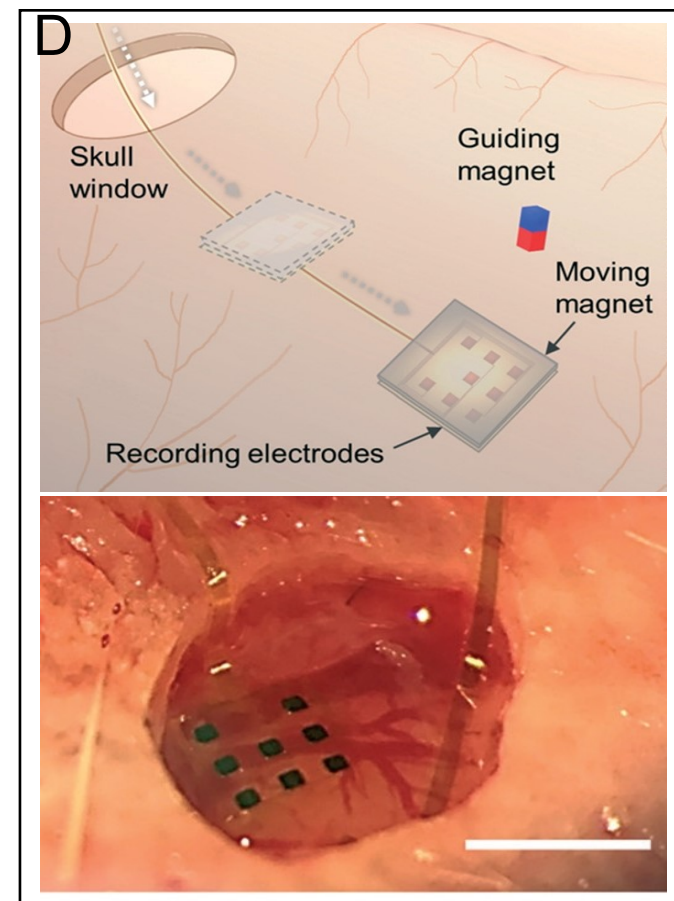 D
Skull
window
Guiding
magnet
Moving
magnet
Recording electrodes